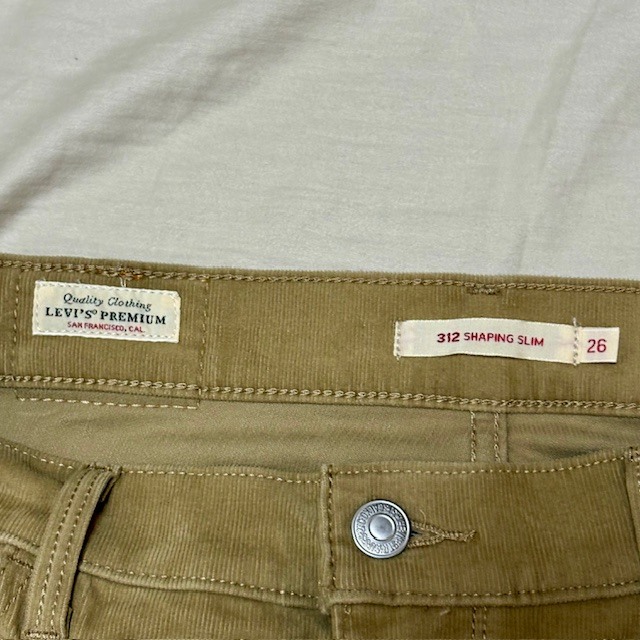 Quality Clothing
LEVI'S® PREMIUM
SAN FRANCISCO, CAL.
312 SHAPING SLIM
26